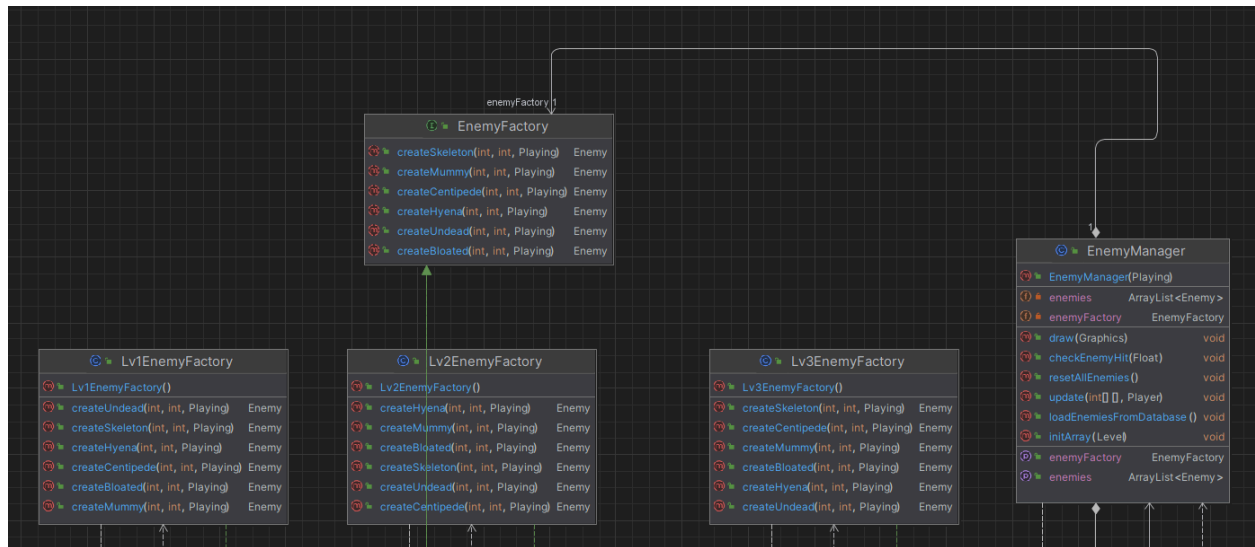 enemyFactory 1
EnemyFactory
createSkeleton(int, int, Playing) Enemy
createMummy(int, int, Playing) Enemy
createCentipede(int, int, Playing) Enemy
createHyena(int, int, Playing) Enemy
createUndead(int, int, Playing) Enemy
createBloated(int, int, Playing) Enemy
1
EnemyManager
EnemyManager(Playing)
enemies ArrayList<Enemy>
enemyFactory EnemyFactory
draw(Graphics) void
checkEnemyHit(Float) void
resetAllEnemies() void
update(int[][], Player) void
loadEnemiesFromDatabase() void
initArray(Level) void
enemyFactory EnemyFactory
enemies ArrayList<Enemy>
Lv1EnemyFactory
Lv1EnemyFactory()
createUndead(int, int, Playing) Enemy
createSkeleton(int, int, Playing) Enemy
createHyena(int, int, Playing) Enemy
createCentipede(int, int, Playing) Enemy
createBloated(int, int, Playing) Enemy
createMummy(int, int, Playing) Enemy
Lv2EnemyFactory
Lv2EnemyFactory()
createHyena(int, int, Playing) Enemy
createMummy(int, int, Playing) Enemy
createBloated(int, int, Playing) Enemy
createSkeleton(int, int, Playing) Enemy
createUndead(int, int, Playing) Enemy
createCentipede(int, int, Playing) Enemy
Lv3EnemyFactory
Lv3EnemyFactory()
createSkeleton(int, int, Playing) Enemy
createCentipede(int, int, Playing) Enemy
createMummy(int, int, Playing) Enemy
createBloated(int, int, Playing) Enemy
createHyena(int, int, Playing) Enemy
createUndead(int, int, Playing) Enemy